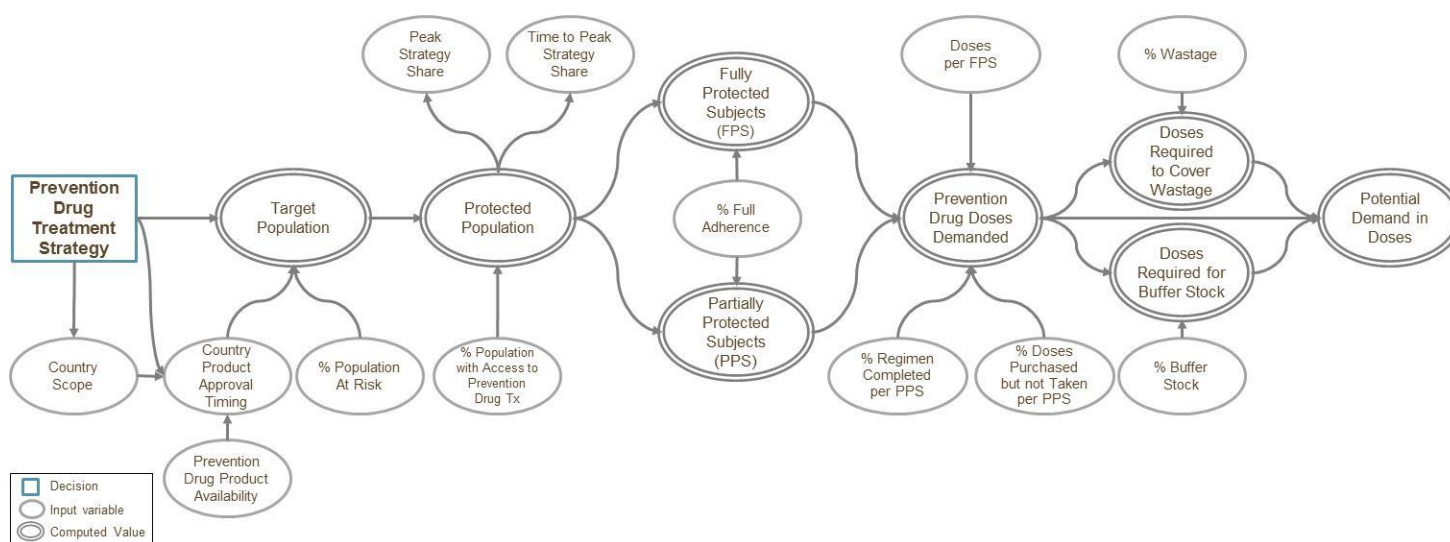 Peak
Strategy
Share
Time to Peak
Strategy
Share
Doses
per FPS
% Wastage
Fully
Protected
Subjects
(FPS)
Doses
Required
to Cover
Wastage
Prevention
Drug
Treatment
Strategy
Target
Population
Protected
Population
% Full
Adherence
Prevention
Drug Doses
Demanded
Potential
Demand in
Doses
Doses
Required for
Buffer Stock
Partially
Protected
Subjects
(PPS)
Country
Scope
Country
Product
Approval
Timing
% Population
At Risk
% Population
with Access to
Prevention
Drug Tx
% Regimen
Completed
per PPS
% Doses
Purchased
but not Taken
per PPS
% Buffer
Stock
Prevention
Drug Product
Availability
Decision
Input variable
Computed Value